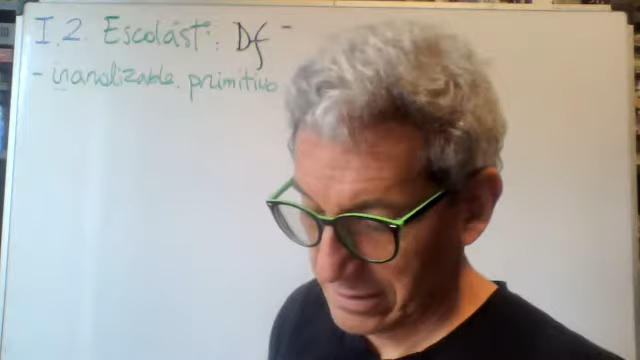 I.2 Escolást: Df -
- inanalizable. primitivo